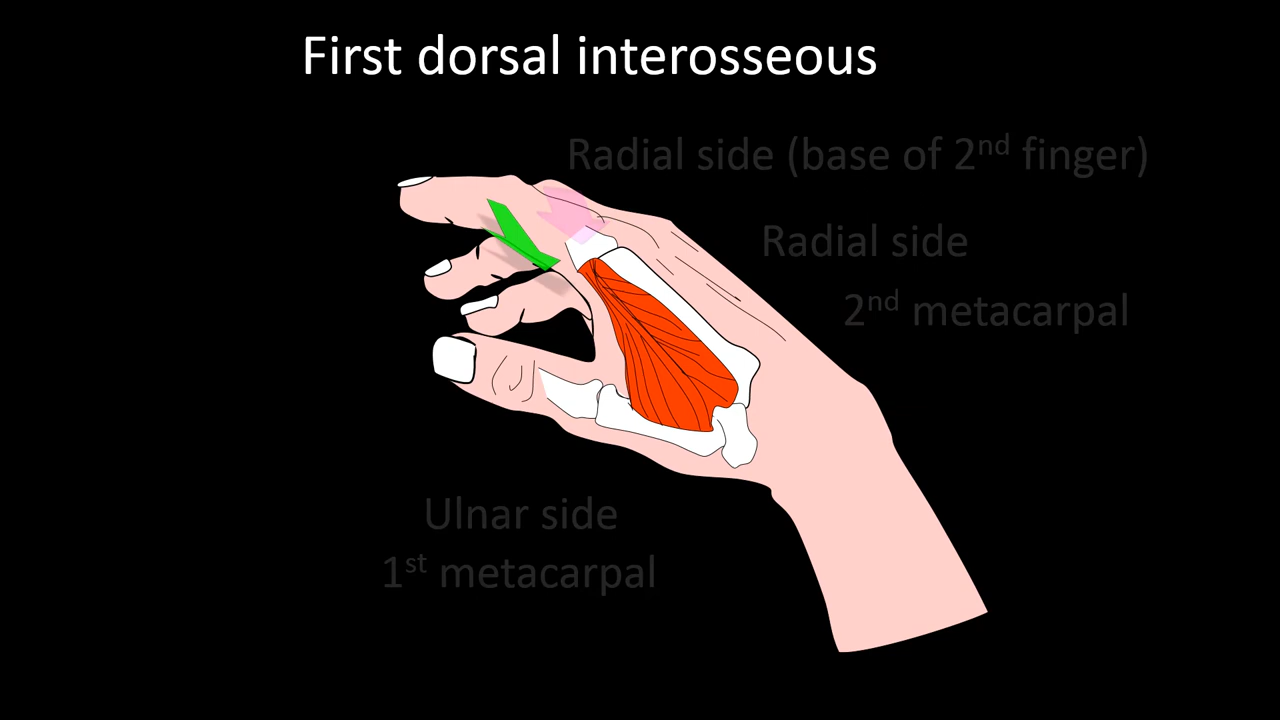 First dorsal interosseous
Radial side (base of 2nd finger)
Radial side
2nd metacarpal
Ulnar side
1st metacarpal